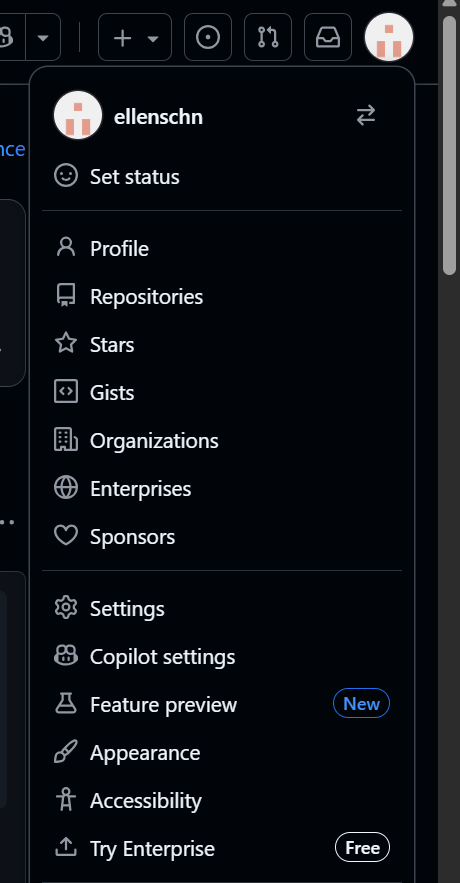 ellenschn
nce
Set status
Profile
Repositories
Stars
Gists
Organizations
Enterprises
Sponsors
Settings
Copilot settings
Feature preview New
Appearance
Accessibility
Try Enterprise Free